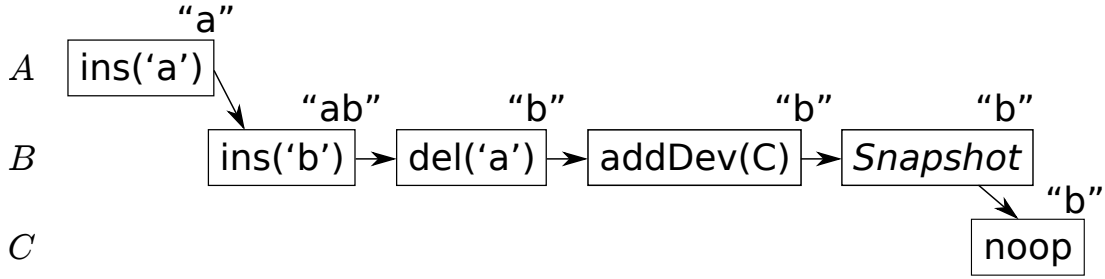 “a”
A ins(‘a’)
“ab” “b” “b” “b”
B ins(‘b’) del(‘a’) addDev(C) Snapshot
“b”
C noop